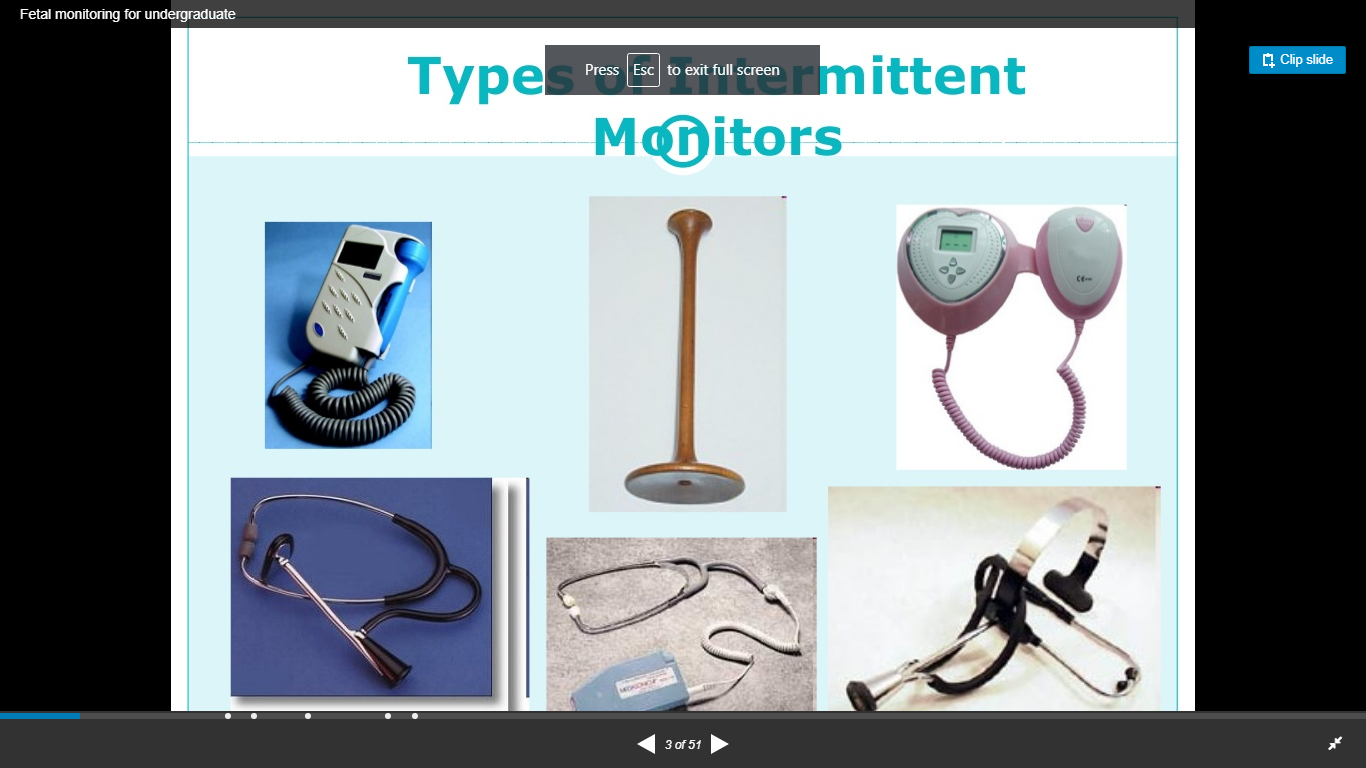 Fetal monitoring for undergraduate
Types of Intermittent
Monitors
Press Esc to exit full screen
Clip slide
3 of 51